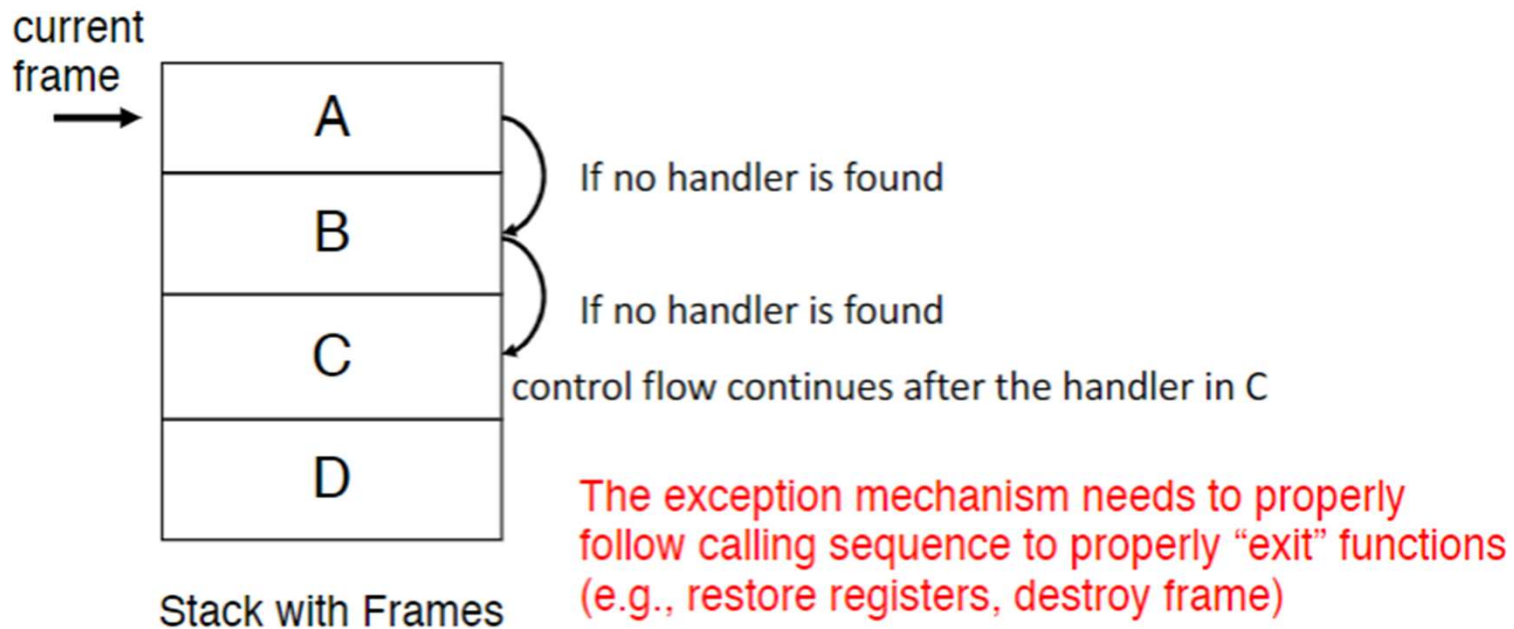 current
frame
A
If no handler is found
B
If no handler is found
C
control flow continues after the handler in C
D
The exception mechanism needs to properly
follow calling sequence to properly “exit” functions
(e.g., restore registers, destroy frame)
Stack with Frames